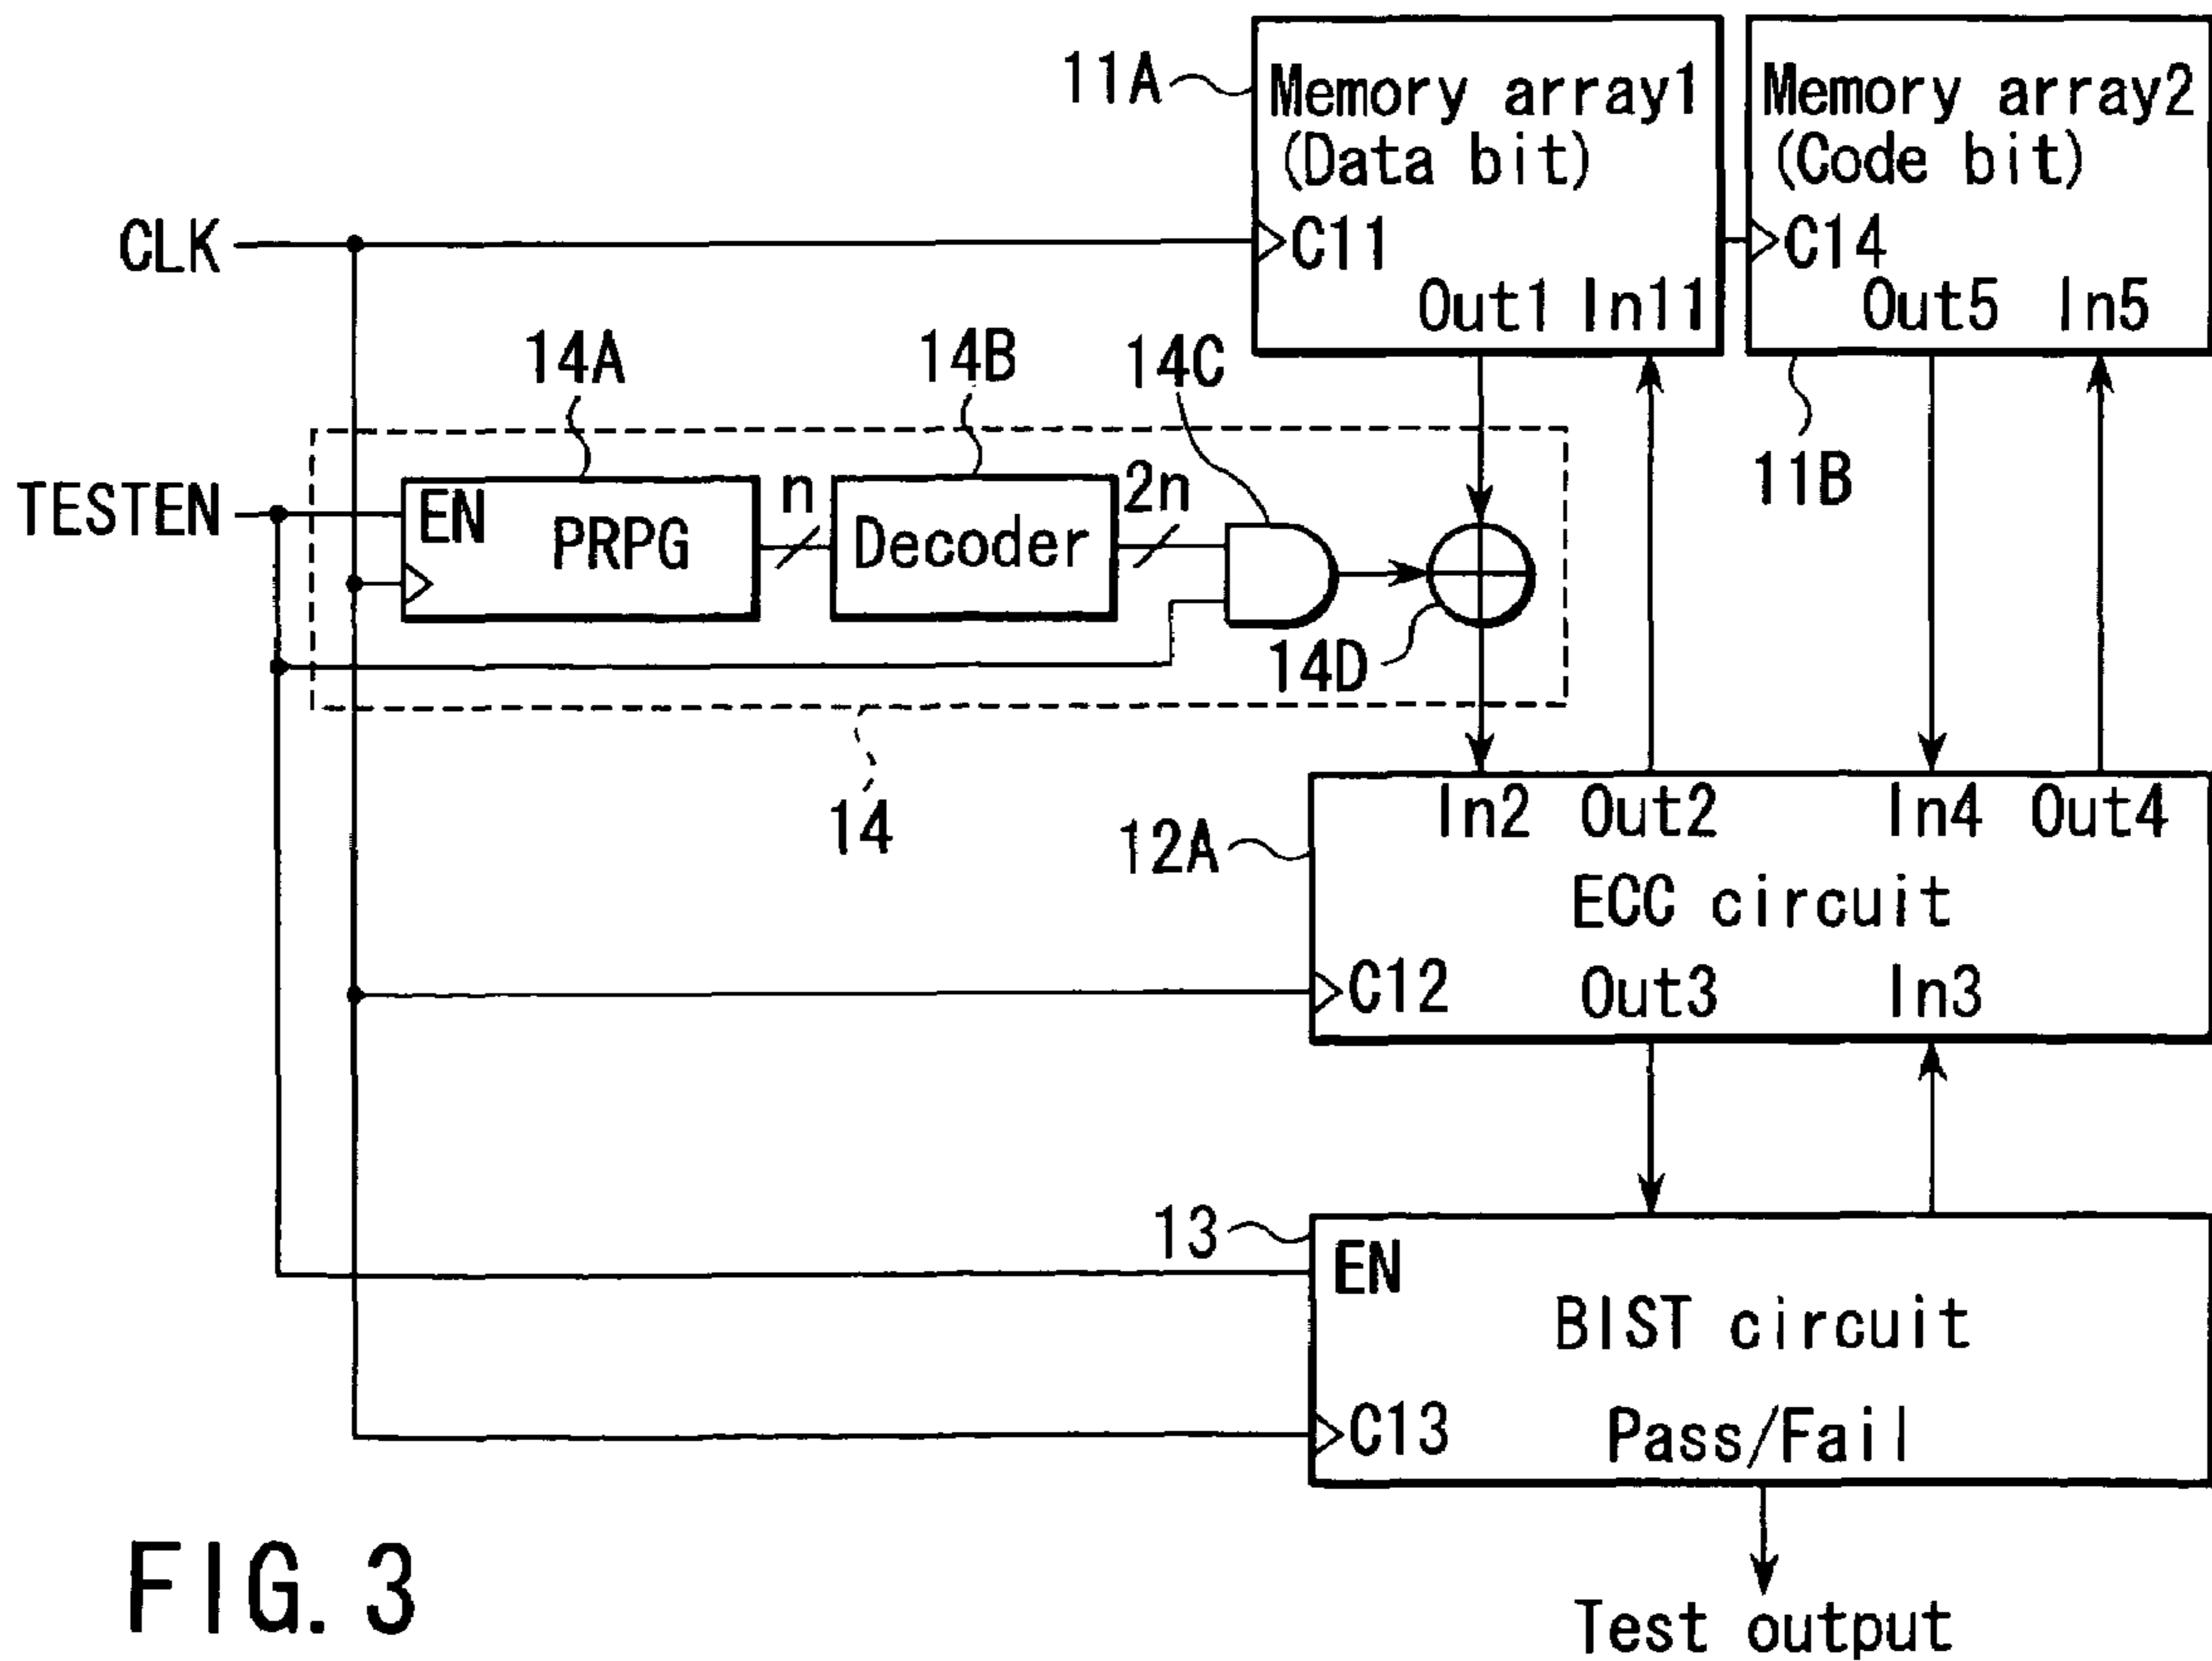 11A
Memory array1
(Data bit)
C11
Out1 In11
Memory array2
(Code bit)
C14
Out5 In5
11B
CLK
14A
14B
14C
TESTEN
EN
PRPG
n
Decoder
2n
14D
14
12A
In2 Out2 In4 Out4
ECC circuit
C12
Out3 In3
13
EN
BIST circuit
C13
Pass/Fail
Test output
FIG. 3